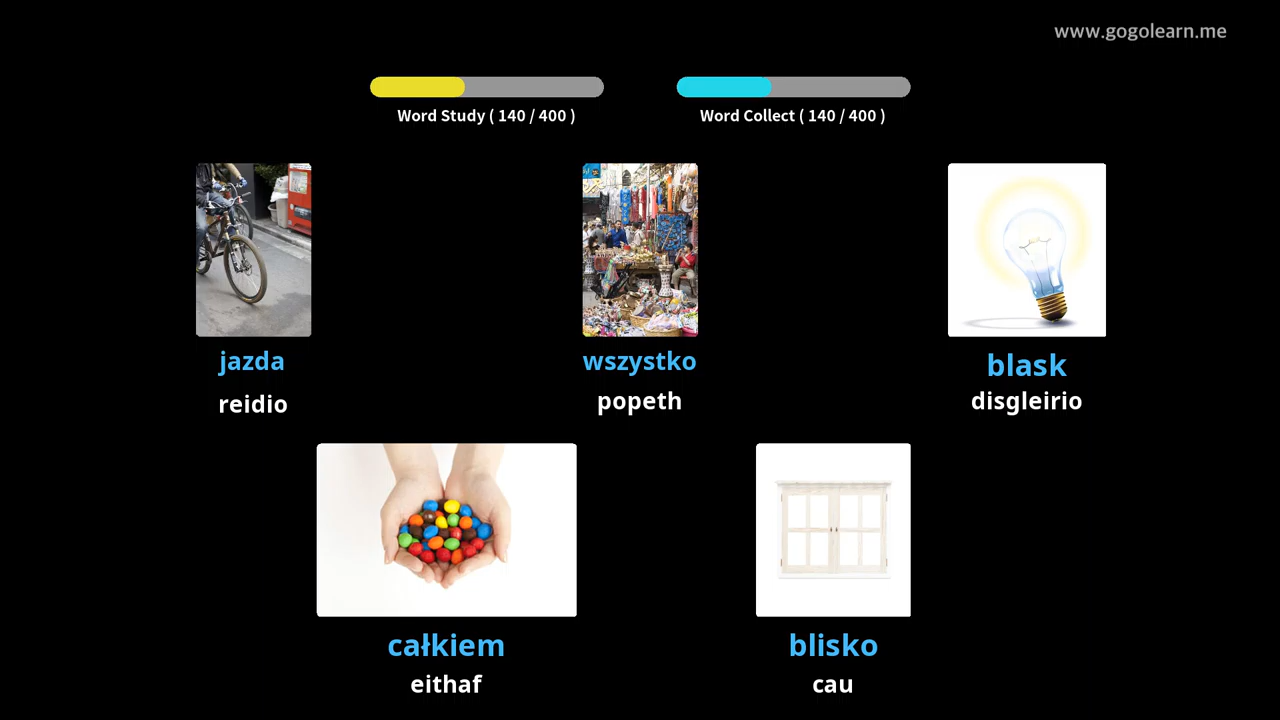 www.gogolearn.me
Word Study ( 140 / 400 )
Word Collect ( 140 / 400 )
jazda
reidio
wszystko
popeth
blask
disgleirio
całkiem
eithaf
blisko
cau